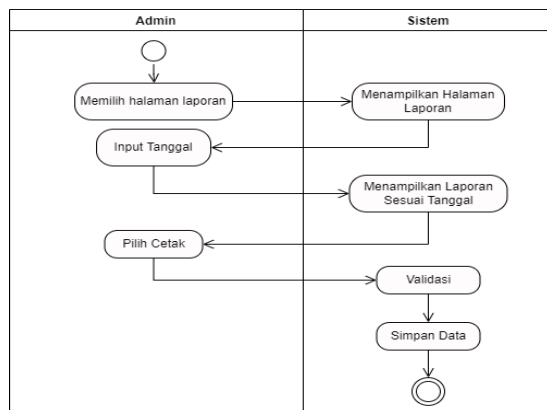 Admin
Sistem
Memilih halaman laporan
Menampilkan Halaman
Laporan
Input Tanggal
Menampilkan Laporan
Sesuai Tanggal
Pilih Cetak
Validasi
Simpan Data